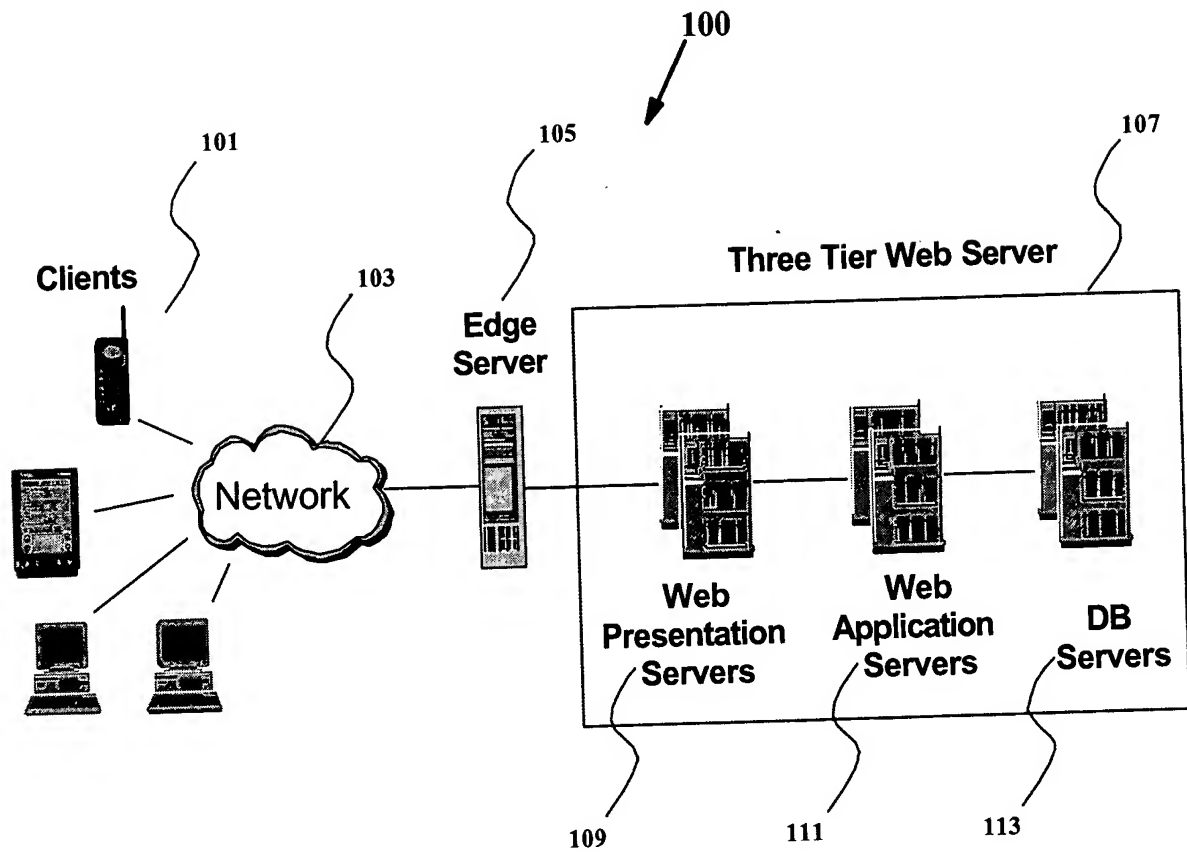 100
101
105
107
Three Tier Web Server
Clients
103
Edge
Server
Network
Web
Presentation
Servers
Web
Application
Servers
DB
Servers
109
111
113